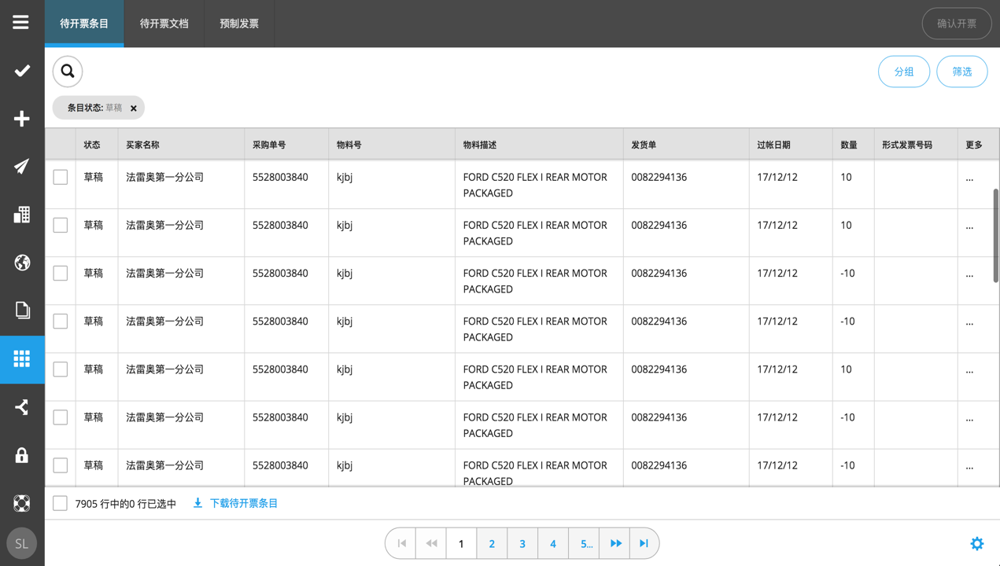 待开票条目 待开票文档 预制发票 确认开票
分组 筛选
条目状态: 草稿
状态 买家名称 采购单号 物料号 物料描述 发货单 过帐日期 数量 形式发票号码 更多
草稿 法雷奥第一分公司 5528003840 kjbj FORD C520 FLEX I REAR MOTOR 0082294136 17/12/12 10 ...
PACKAGED
草稿 法雷奥第一分公司 5528003840 kjbj FORD C520 FLEX I REAR MOTOR 0082294136 17/12/12 10 ...
PACKAGED
草稿 法雷奥第一分公司 5528003840 kjbj FORD C520 FLEX I REAR MOTOR 0082294136 17/12/12 -10 ...
PACKAGED
草稿 法雷奥第一分公司 5528003840 kjbj FORD C520 FLEX I REAR MOTOR 0082294136 17/12/12 -10 ...
PACKAGED
草稿 法雷奥第一分公司 5528003840 kjbj FORD C520 FLEX I REAR MOTOR 0082294136 17/12/12 10 ...
PACKAGED
草稿 法雷奥第一分公司 5528003840 kjbj FORD C520 FLEX I REAR MOTOR 0082294136 17/12/12 -10 ...
PACKAGED
草稿 法雷奥第一分公司 5528003840 kjbj FORD C520 FLEX I REAR MOTOR 0082294136 17/12/12 -10 ...
PACKAGED
7905 行中的0 行已选中 下载待开票条目
SL 1 2 3 4 5...